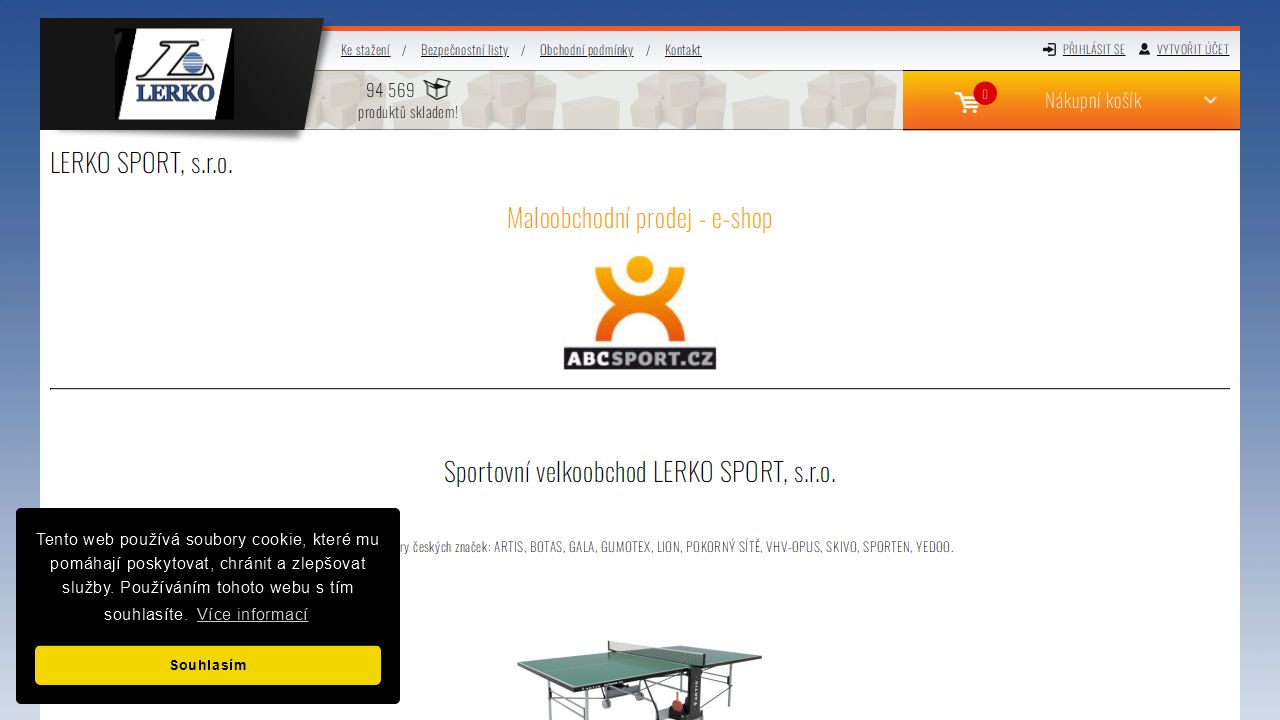 LERKO
Ke stažení / Bezpečnostní listy / Obchodní podmínky / Kontakt
PŘIHLÁSIT SE VYTVOŘIT ÚČET
94 569
produktů skladem!
0 Nákupní košík
LERKO SPORT, s.r.o.
Maloobchodní prodej - e-shop
ABCSPORT.CZ
Sportovní velkoobchod LERKO SPORT, s.r.o.
českých značek: ARTIS, BOTAS, GALA, GUMOTEX, LION, POKORNÝ SÍTĚ, VHV-OPUS, SKIVO, SPORTEN, YEDOO.
Tento web používá soubory cookie, které mu
pomáhají poskytovat, chránit a zlepšovat
služby. Používáním tohoto webu s tím
souhlasíte. Více informací
Souhlasím